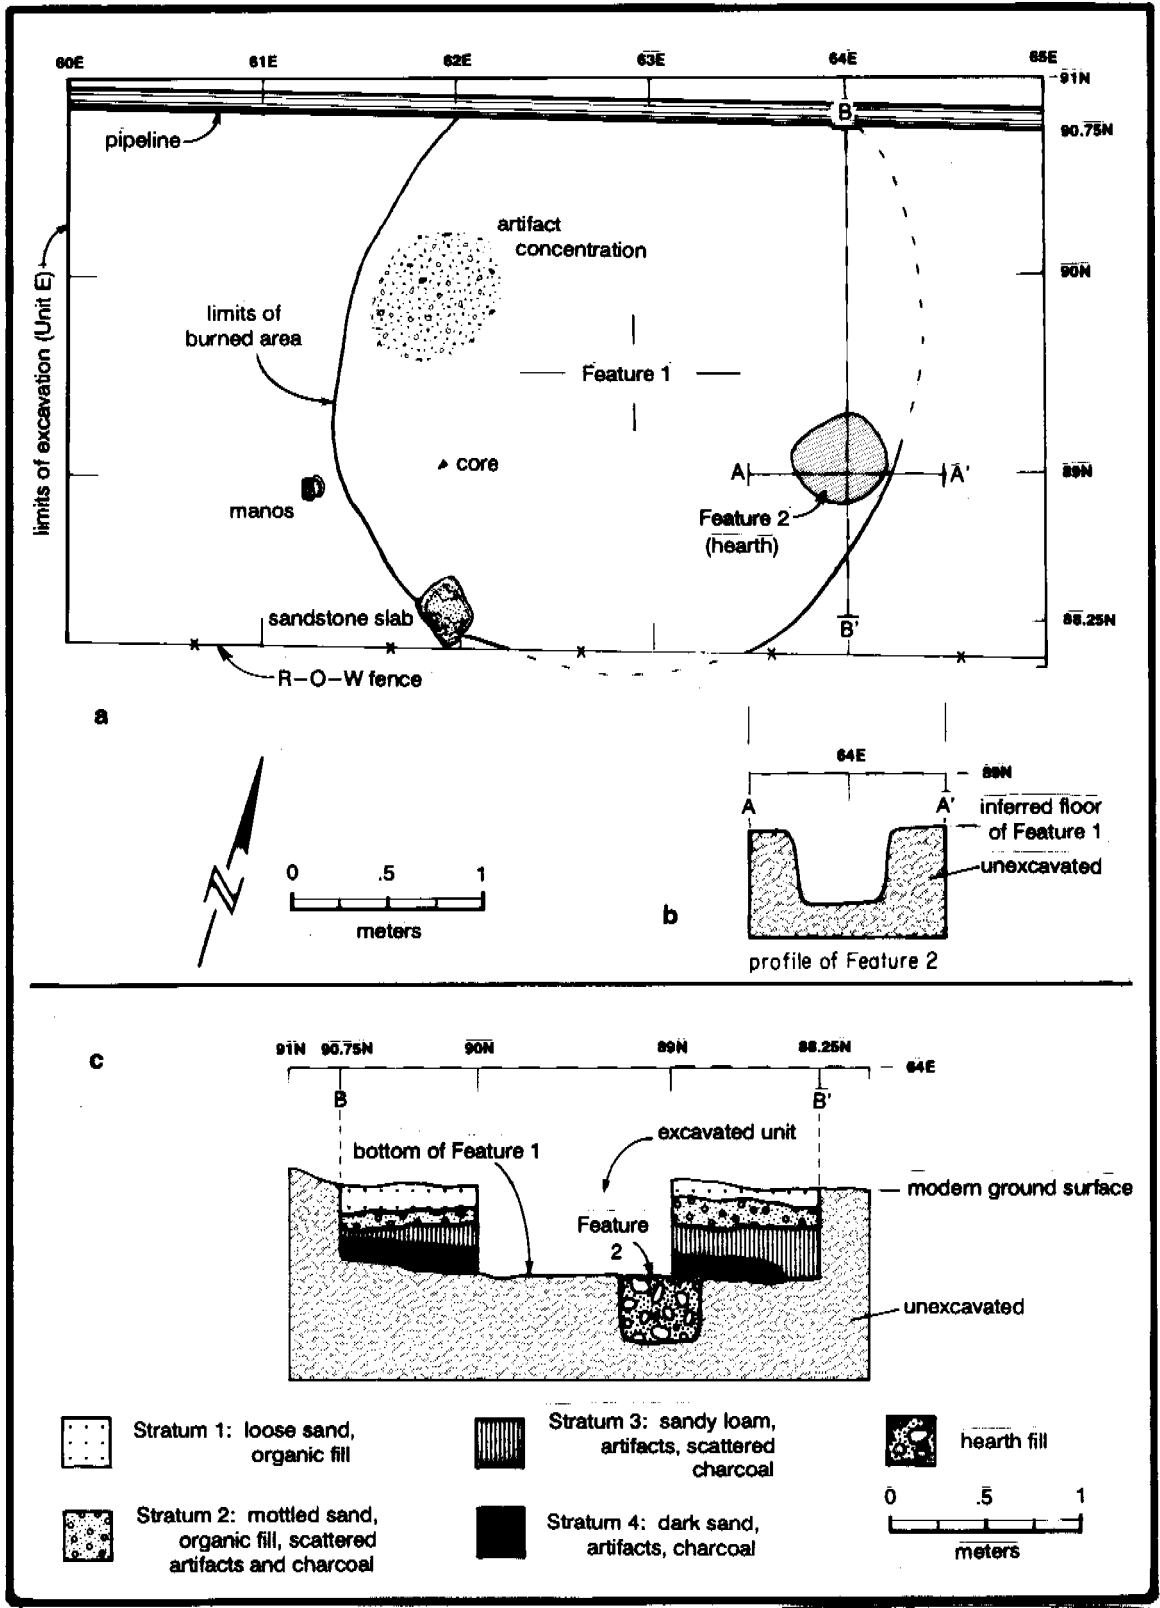 60E 61E 62E 63E 64E 65E
91N
B
90.75N
pipeline
artifact
concentration
90N
limits of excavation (Unit E)
limits of
burned area
Feature 1
core
A A'
89N
manos
Feature 2
(hearth)
sandstone slab
88.25N
B'
R-O-W fence
a
64E
89N
A A'
inferred floor
of Feature 1
unexcavated
N
0 .5 1
meters
b
profile of Feature 2
c
91N 90.75N 90N 89N 88.25N
64E
B B'
excavated unit
bottom of Feature 1
modern ground surface
Feature
2
unexcavated
Stratum 1: loose sand,
organic fill
Stratum 2: mottled sand,
organic fill, scattered
artifacts and charcoal
Stratum 3: sandy loam,
artifacts, scattered
charcoal
Stratum 4: dark sand,
artifacts, charcoal
hearth fill
0 .5 1
meters